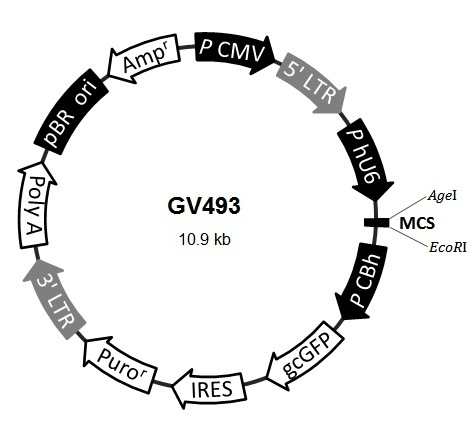 P CMV
5' LTR
P hU6
AgeI
MCS
EcoRI
P CBh
gcGFP
IRES
Puroʳ
3' LTR
Poly A
pBR ori
Ampʳ
GV493
10.9 kb